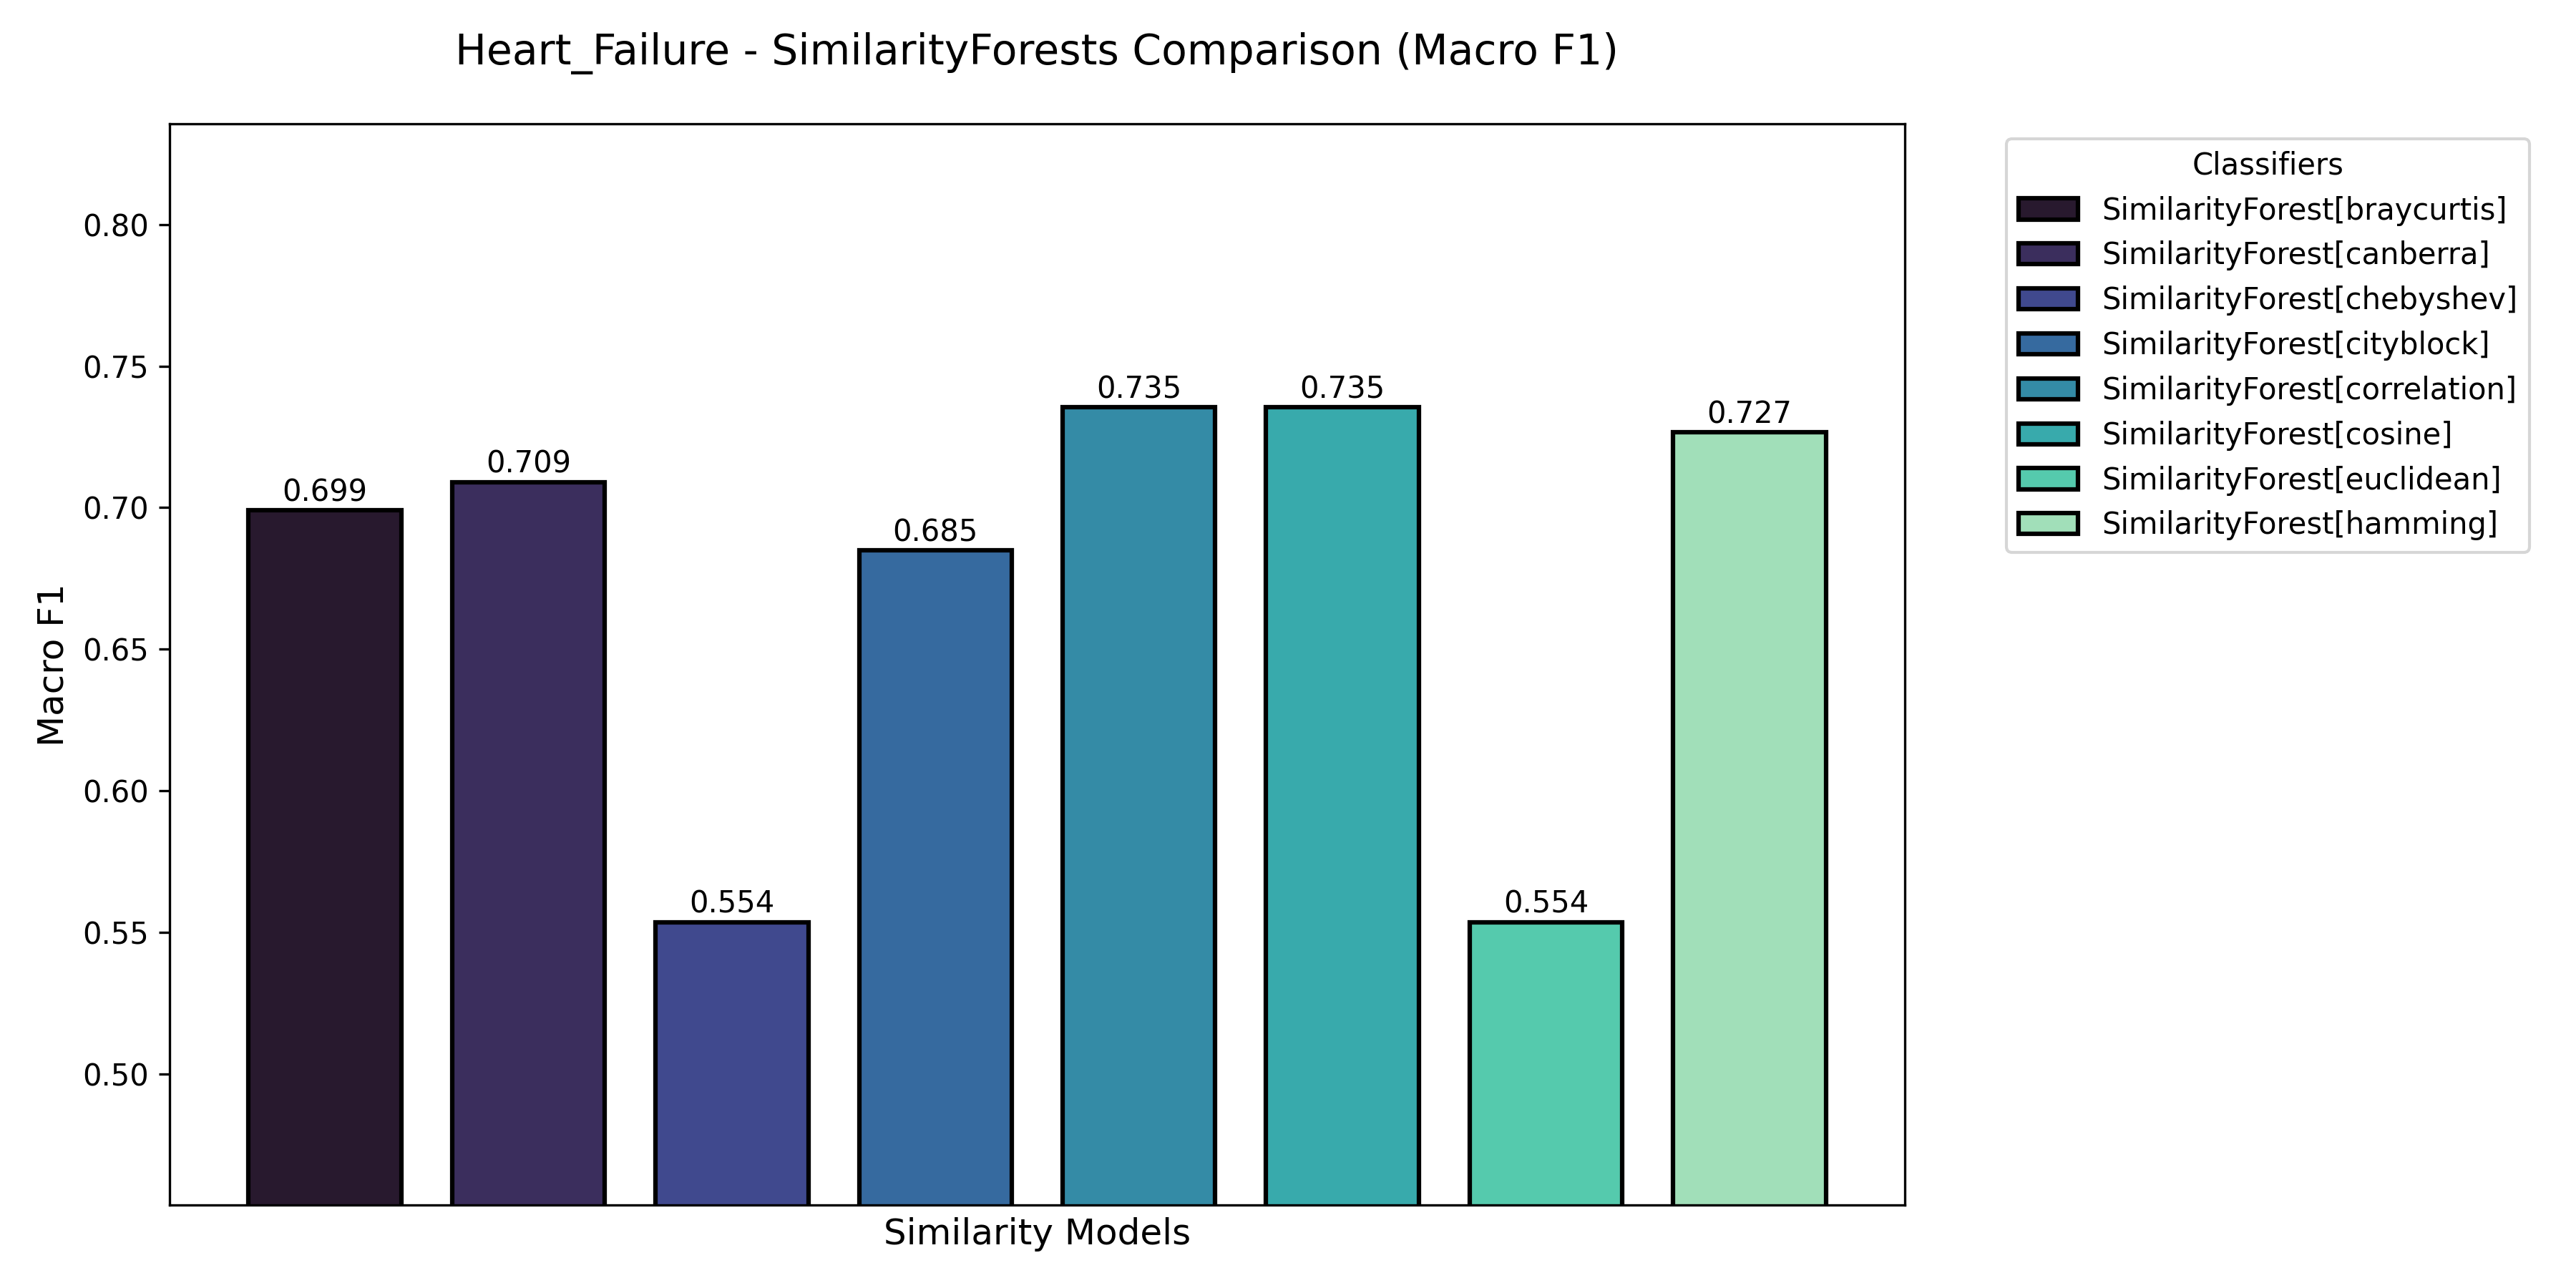 Heart_Failure - SimilarityForests Comparison (Macro F1)
Macro F1
0.80
0.75
0.70
0.65
0.60
0.55
0.50
0.699
0.709
0.554
0.685
0.735
0.735
0.554
0.727
Similarity Models
Classifiers
SimilarityForest[braycurtis]
SimilarityForest[canberra]
SimilarityForest[chebyshev]
SimilarityForest[cityblock]
SimilarityForest[correlation]
SimilarityForest[cosine]
SimilarityForest[euclidean]
SimilarityForest[hamming]